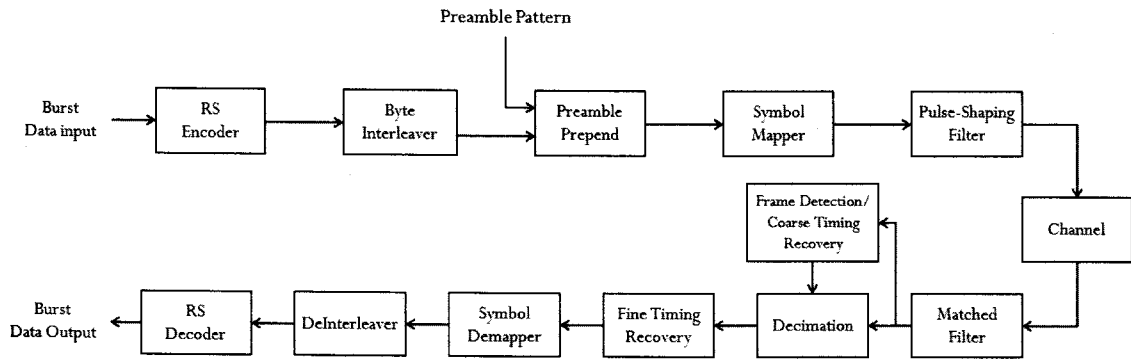 Preamble Pattern
Burst
Data input
RS
Encoder
Byte
Interleaver
Preamble
Prepend
Symbol
Mapper
Pulse-Shaping
Filter
Frame Detection/
Coarse Timing
Recovery
Channel
Burst
Data Output
RS
Decoder
DeInterleaver
Symbol
Demapper
Fine Timing
Recovery
Decimation
Matched
Filter